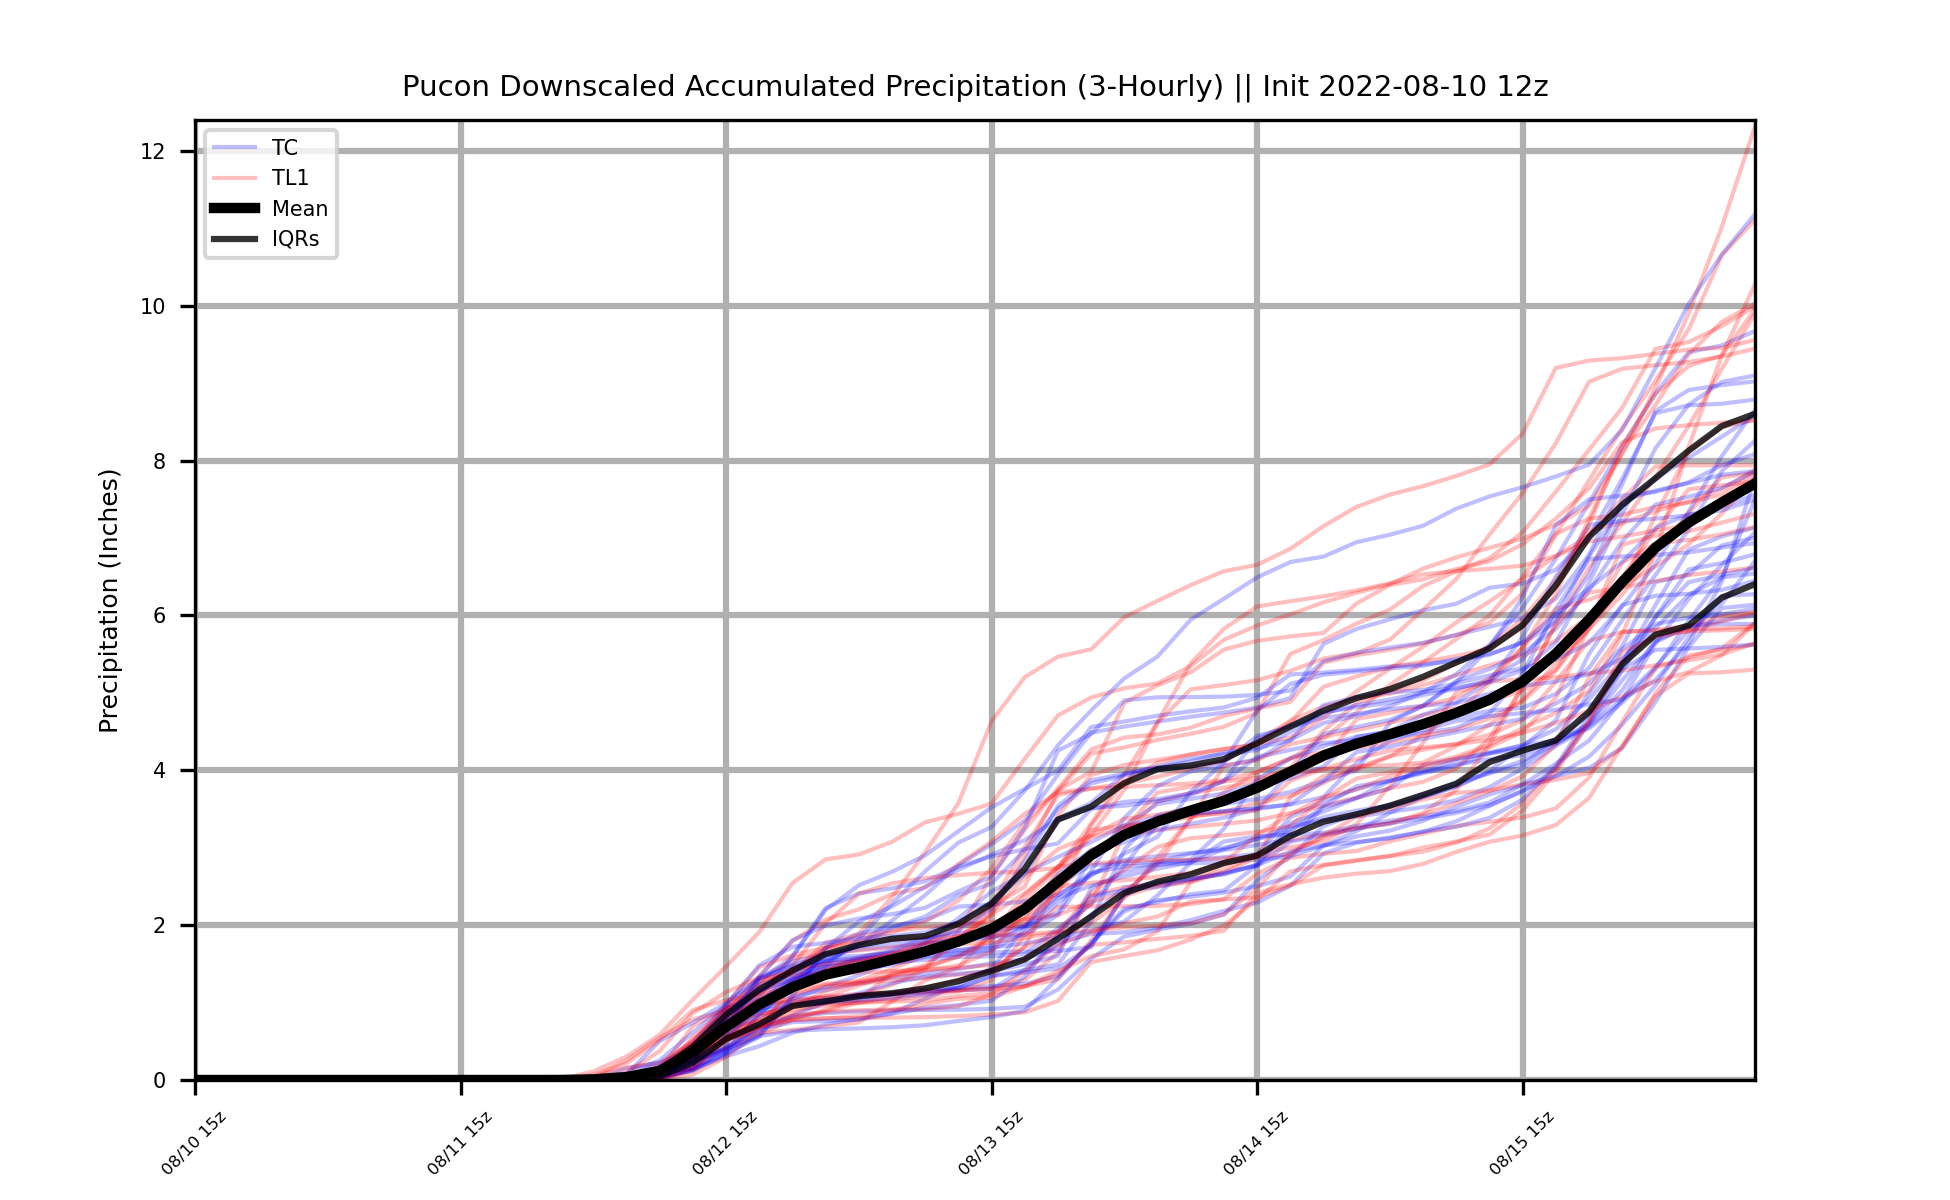 Pucon Downscaled Accumulated Precipitation (3-Hourly) || Init 2022-08-10 12z
TC
TL1
Mean
IQRs
Precipitation (Inches)
12
10
8
6
4
2
0
08/10 15z
08/11 15z
08/12 15z
08/13 15z
08/14 15z
08/15 15z